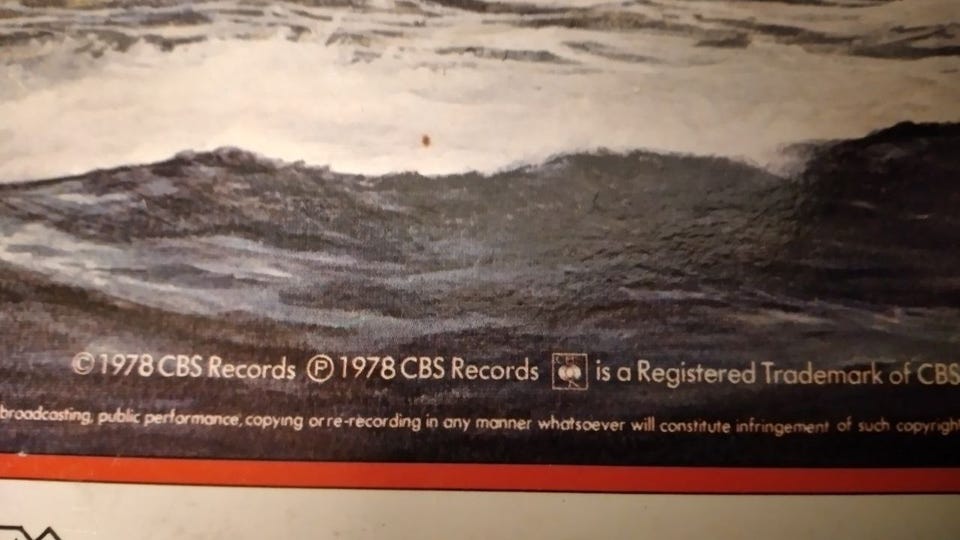 ©1978 CBS Records ℗1978 CBS Records is a Registered Trademark of CBS
broadcasting, public performance, copying or re-recording in any manner whatsoever will constitute infringement of such copyright